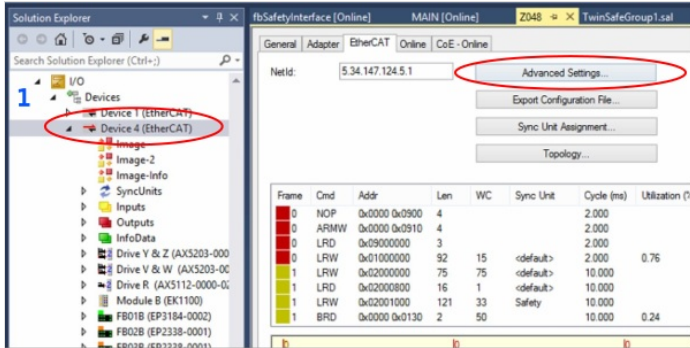 Solution Explorer
fbSafetyInterface [Online]
MAIN [Online]
Z048
TwinSafeGroup1.sal
Search Solution Explorer (Ctrl+;)
1
I/O
Devices
Device 1 (EtherCAT)
Device 4 (EtherCAT)
Image
Image-2
Image-Info
SyncUnits
Inputs
Outputs
InfoData
Drive Y & Z (AX5203-000
Drive V & W (AX5203-00
Drive R (AX5112-0000-02
Module B (EK1100)
FB01B (EP3184-0002)
FB02B (EP2338-0001)
FB03B (EP2338-0001)
General Adapter EtherCAT Online CoE - Online
NetId: 5.34.147.124.5.1
Advanced Settings...
Export Configuration File...
Sync Unit Assignment...
Topology...
Frame Cmd Addr Len WC Sync Unit Cycle (ms) Utilization (%
0 NOP 0x0000 0x0900 4 2.000
0 ARMW 0x0000 0x0910 4 2.000
0 LRD 0x09000000 3 2.000
0 LRW 0x01000000 92 15 <default> 2.000 0.76
1 LRW 0x02000000 75 75 <default> 10.000
1 LRD 0x02000800 16 1 <default> 10.000
1 LRW 0x02001000 121 33 Safety 10.000
1 BRD 0x0000 0x0130 2 50 10.000 0.24